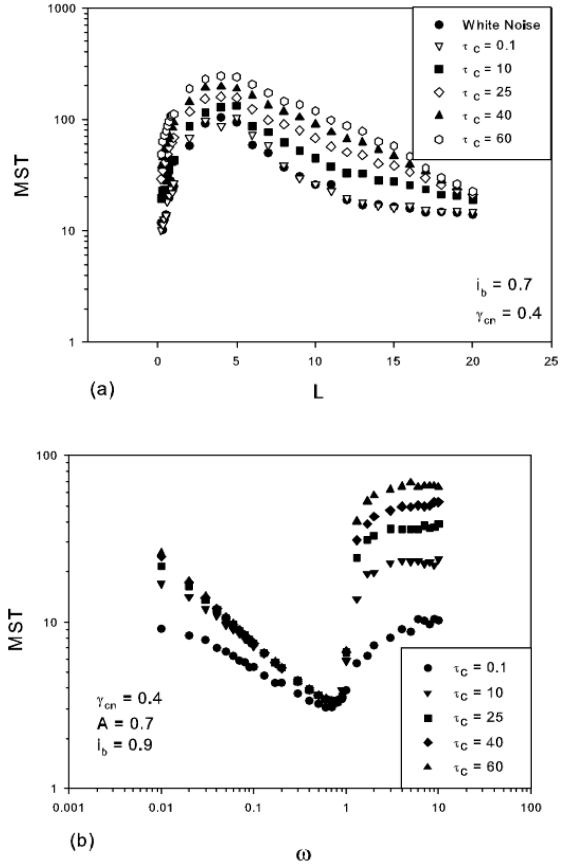 1000
100
10
1
MST
0 5 10 15 20 25
L
(a)
White Noise
τc = 0.1
τc = 10
τc = 25
τc = 40
τc = 60
ib = 0.7
γcn = 0.4
100
10
1
MST
0.001 0.01 0.1 1 10 100
ω
(b)
γcn = 0.4
A = 0.7
ib = 0.9
τc = 0.1
τc = 10
τc = 25
τc = 40
τc = 60